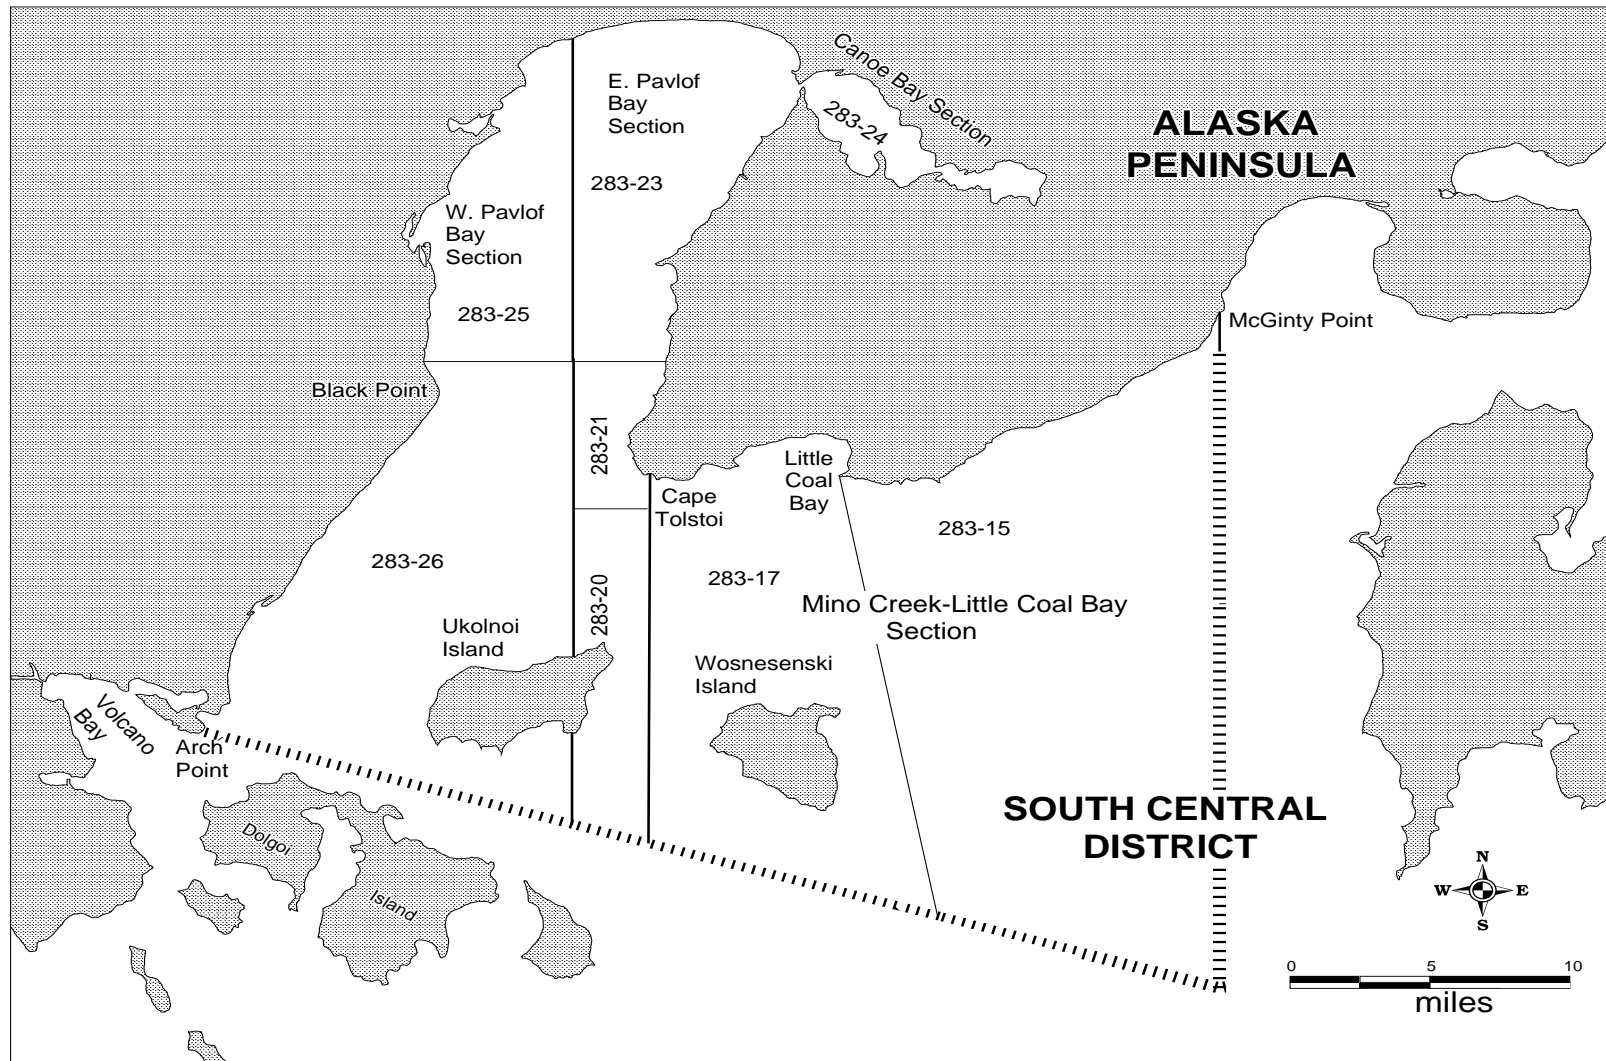 Canoe Bay Section
E. Pavlof
Bay
Section
283-24
ALASKA
PENINSULA
283-23
W. Pavlof
Bay
Section
283-25
McGinty Point
Black Point
283-21
Little
Coal
Bay
Cape
Tolstoi
283-15
283-26
283-17
283-20
Mino Creek-Little Coal Bay
Section
Ukolnoi
Island
Wosnesenski
Island
Volcano
Bay
Arch
Point
SOUTH CENTRAL
DISTRICT
Dolgoi
Island
N
W E
S
0 5 10
miles